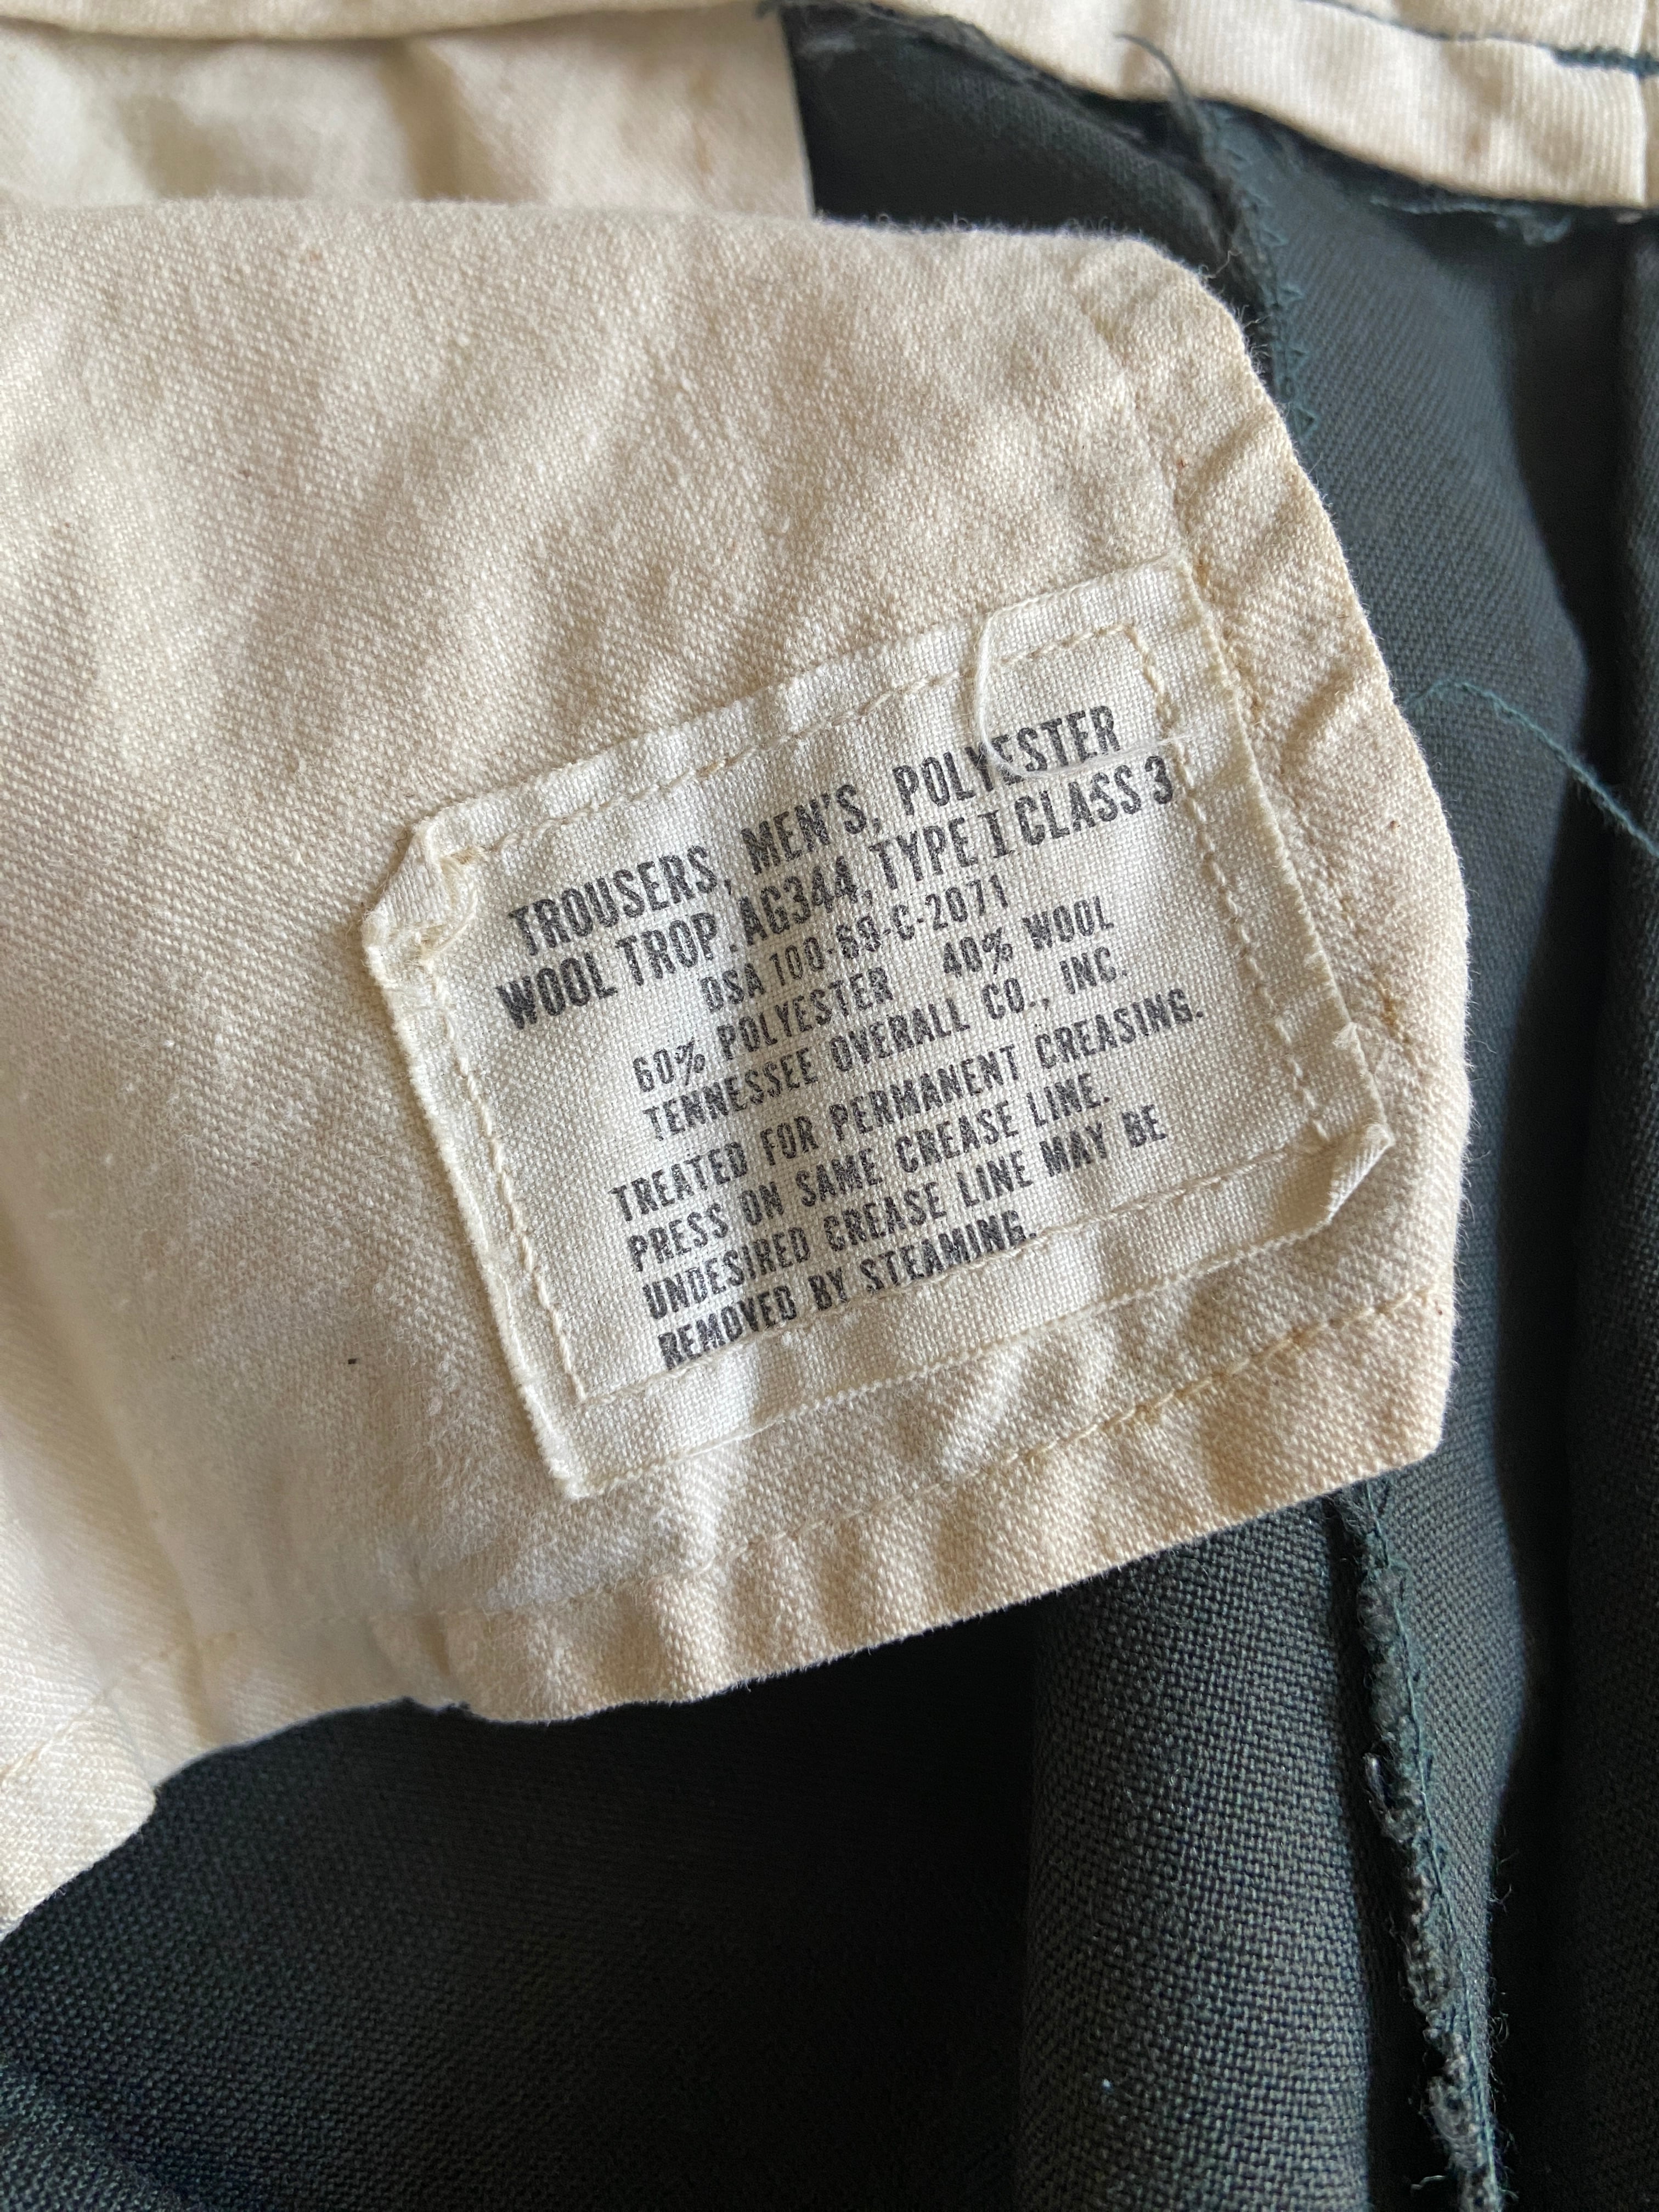 TROUSERS, MEN'S, POLYESTER
WOOL TROP. AG344, TYPE I CLASS 3
DSA 100-69-C-2071
60% POLYESTER 40% WOOL
TENNESSEE OVERALL CO., INC.
TREATED FOR PERMANENT CREASING.
PRESS ON SAME CREASE LINE.
UNDESIRED CREASE LINE MAY BE
REMOVED BY STEAMING.